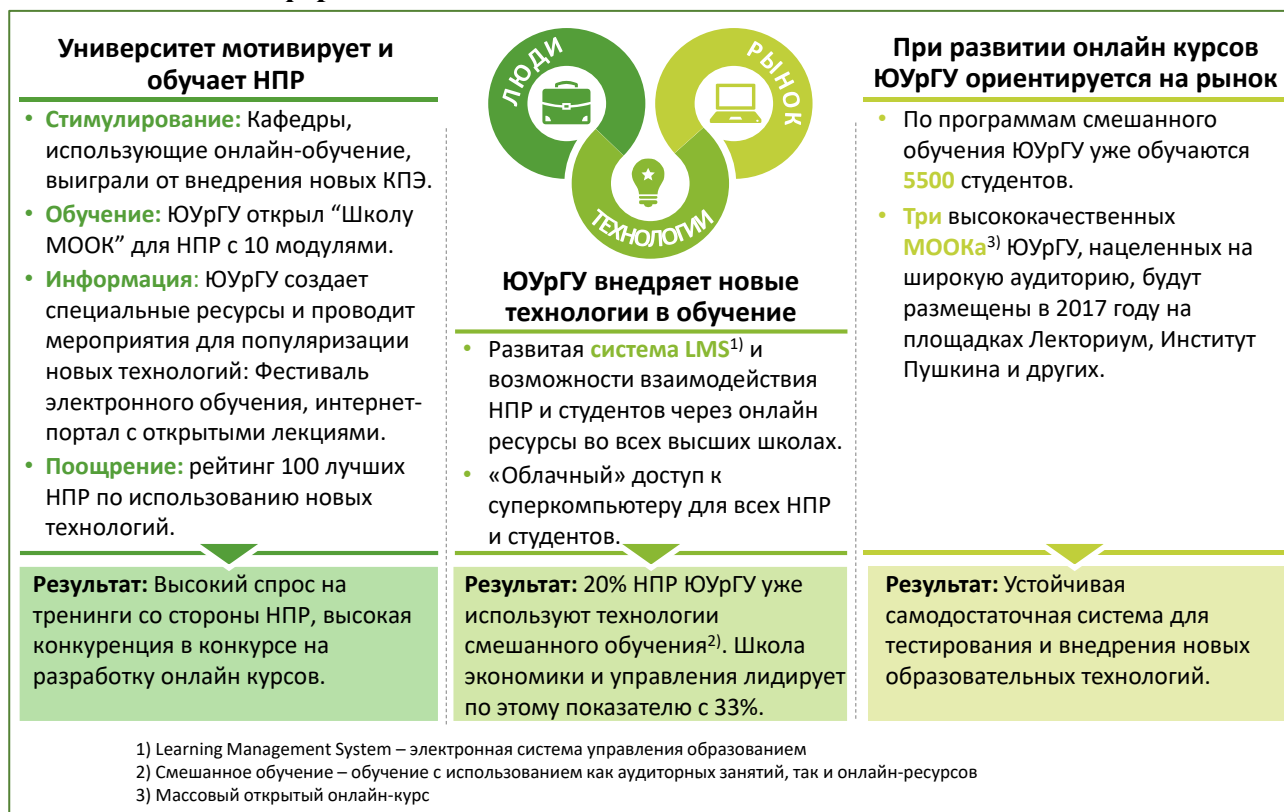 Университет мотивирует и
обучает НПР
• Стимулирование: Кафедры,
использующие онлайн-обучение,
выиграли от внедрения новых КПЭ.
• Обучение: ЮУрГУ открыл “Школу
МООК” для НПР с 10 модулями.
• Информация: ЮУрГУ создает
специальные ресурсы и проводит
мероприятия для популяризации
новых технологий: Фестиваль
электронного обучения, интернет-
портал с открытыми лекциями.
• Поощрение: рейтинг 100 лучших
НПР по использованию новых
технологий.
Результат: Высокий спрос на
тренинги со стороны НПР, высокая
конкуренция в конкурсе на
разработку онлайн курсов.
ЛЮДИ
РЫНОК
ТЕХНОЛОГИИ
ЮУрГУ внедряет новые
технологии в обучение
• Развитая система LMS1) и
возможности взаимодействия
НПР и студентов через онлайн
ресурсы во всех высших школах.
• «Облачный» доступ к
суперкомпьютеру для всех НПР
и студентов.
Результат: 20% НПР ЮУрГУ уже
используют технологии
смешанного обучения2). Школа
экономики и управления лидирует
по этому показателю с 33%.
При развитии онлайн курсов
ЮУрГУ ориентируется на рынок
• По программам смешанного
обучения ЮУрГУ уже обучаются
5500 студентов.
• Три высококачественных
МООКа3) ЮУрГУ, нацеленных на
широкую аудиторию, будут
размещены в 2017 году на
площадках Лекториум, Институт
Пушкина и других.
Результат: Устойчивая
самодостаточная система для
тестирования и внедрения новых
образовательных технологий.
1) Learning Management System – электронная система управления образованием
2) Смешанное обучение – обучение с использованием как аудиторных занятий, так и онлайн-ресурсов
3) Массовый открытый онлайн-курс